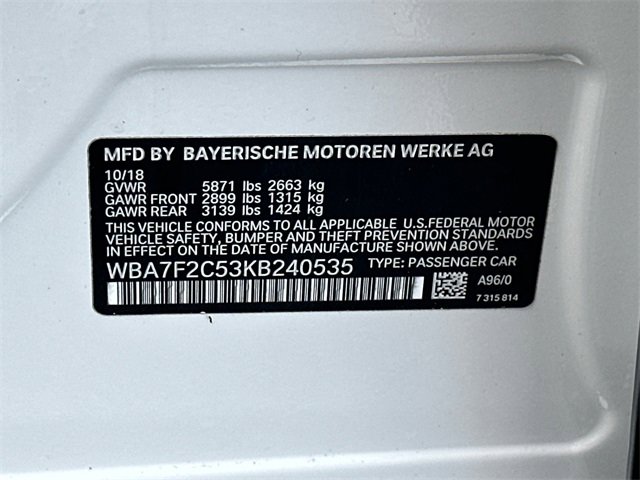 MFD BY BAYERISCHE MOTOREN WERKE AG
10/18
GVWR 5871 lbs 2663 kg
GAWR FRONT 2899 lbs 1315 kg
GAWR REAR 3139 lbs 1424 kg
THIS VEHICLE CONFORMS TO ALL APPLICABLE U.S.FEDERAL MOTOR
VEHICLE SAFETY, BUMPER, AND THEFT PREVENTION STANDARDS
IN EFFECT ON THE DATE OF MANUFACTURE SHOWN ABOVE.
WBA7F2C53KB240535 TYPE: PASSENGER CAR
A96/0
7 315 814